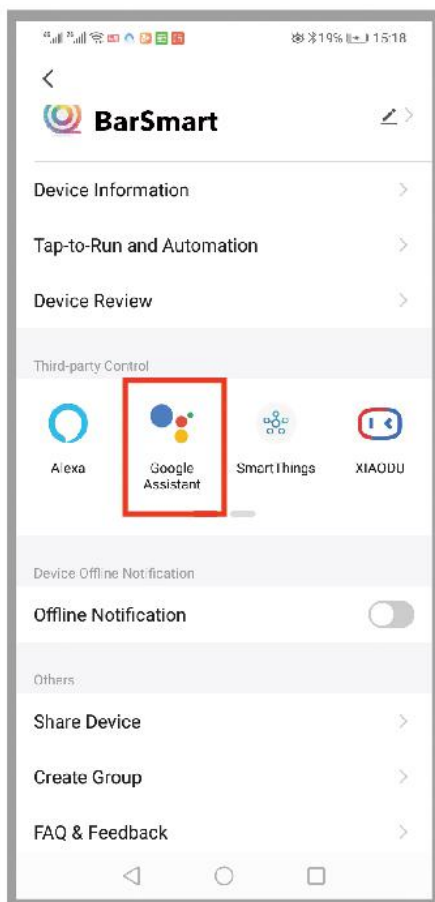 19% 15:18
BarSmart
Device Information
Tap-to-Run and Automation
Device Review
Third-party Control
Alexa
Google
Assistant
SmartThings
XIAODU
Device Offline Notification
Offline Notification
Others
Share Device
Create Group
FAQ & Feedback